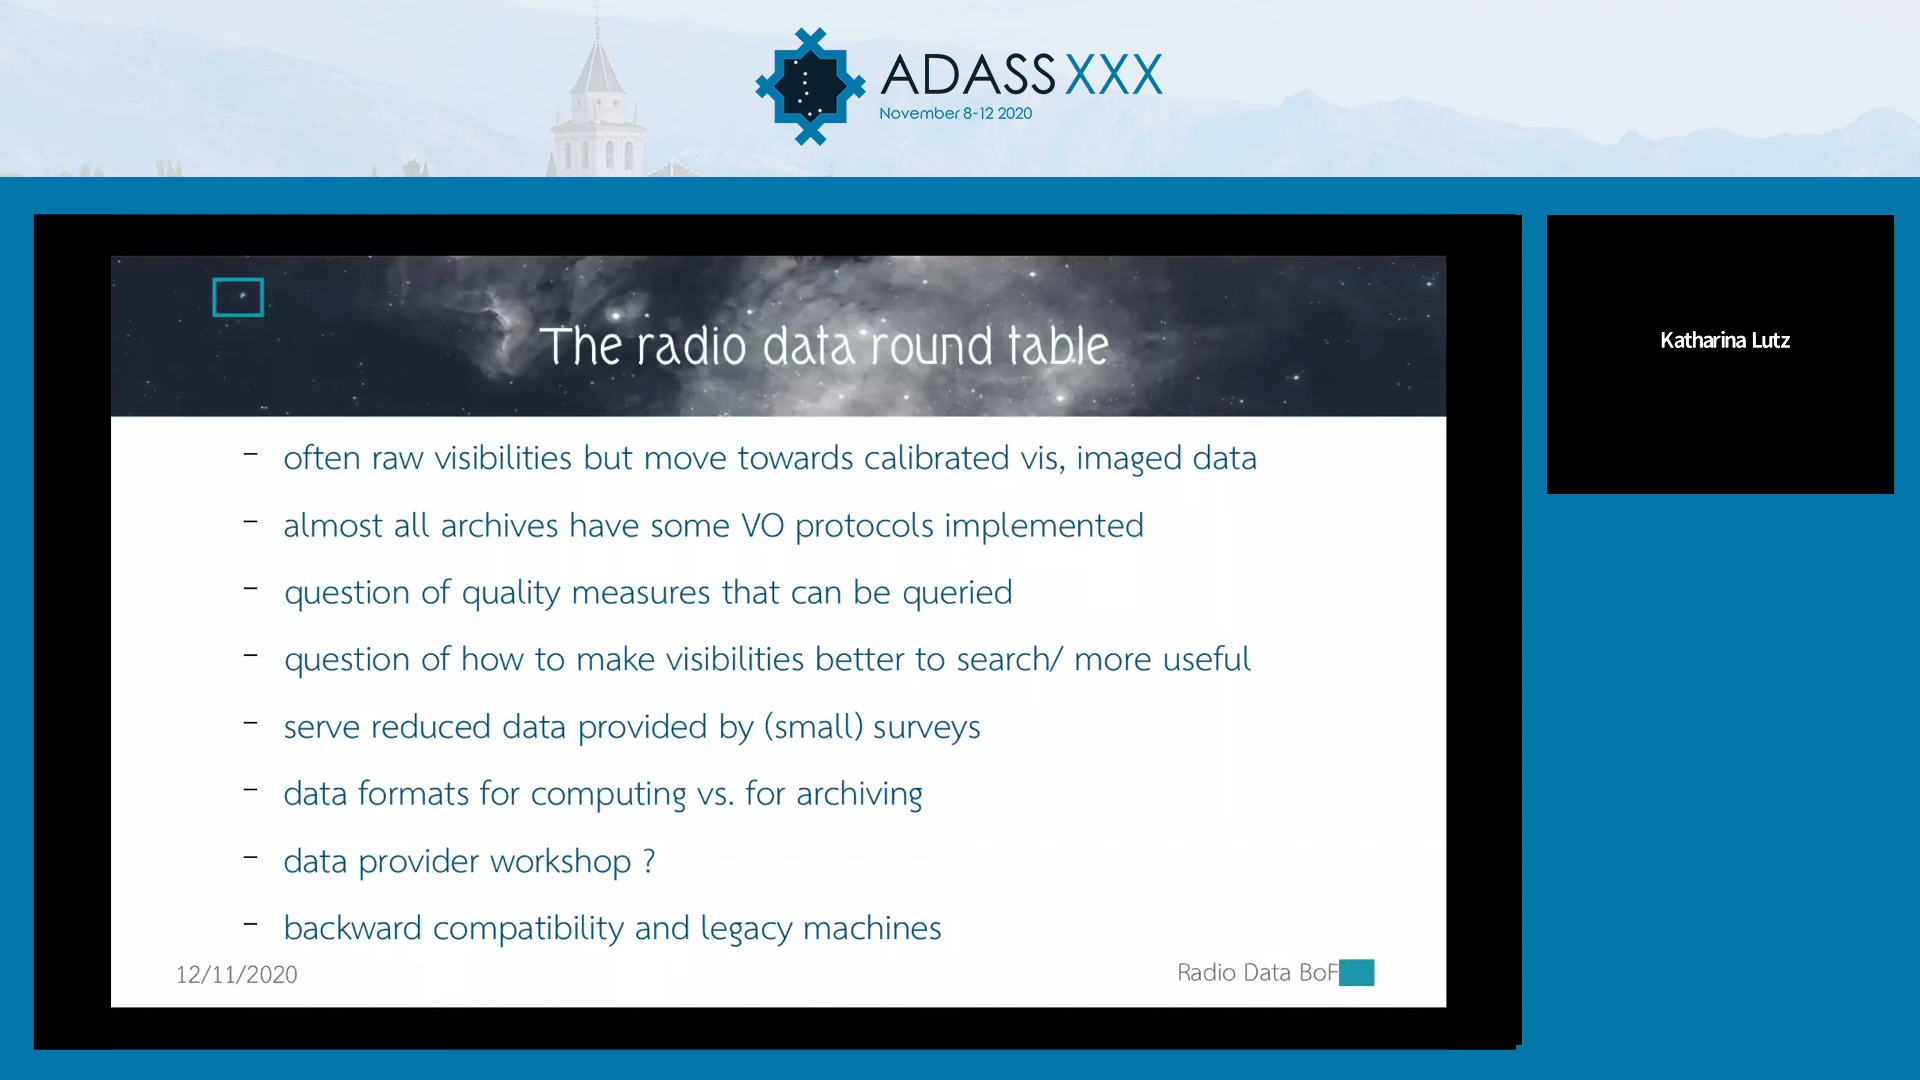 ADASS XXX
November 8-12 2020
The radio data round table
Katharina Lutz
– often raw visibilities but move towards calibrated vis, imaged data
– almost all archives have some VO protocols implemented
– question of quality measures that can be queried
– question of how to make visibilities better to search/ more useful
– serve reduced data provided by (small) surveys
– data formats for computing vs. for archiving
– data provider workshop ?
– backward compatibility and legacy machines
12/11/2020
Radio Data BoF